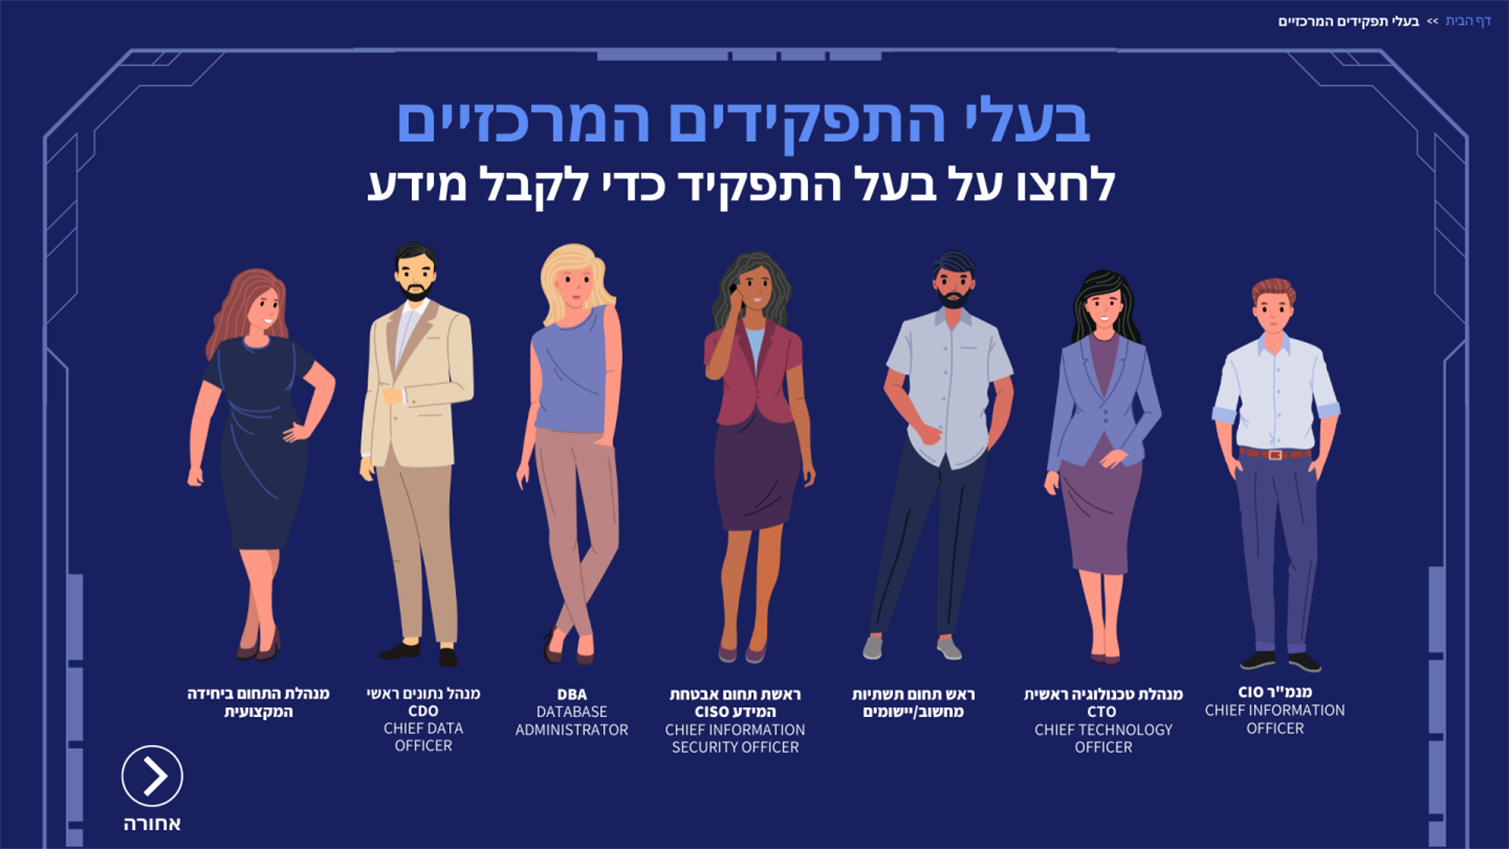 דף הבית >> בעלי תפקידים המרכזיים
בעלי התפקידים המרכזיים
לחצו על בעל התפקיד כדי לקבל מידע
מנמ"ר CIO
CHIEF INFORMATION
OFFICER
מנהלת טכנולוגיה ראשית
CTO
CHIEF TECHNOLOGY
OFFICER
ראש תחום תשתיות
מחשוב/יישומים
ראשת תחום אבטחת
המידע CISO
CHIEF INFORMATION
SECURITY OFFICER
DBA
DATABASE
ADMINISTRATOR
מנהל נתונים ראשי
CDO
CHIEF DATA
OFFICER
מנהלת התחום ביחידה
המקצועית
אחורה